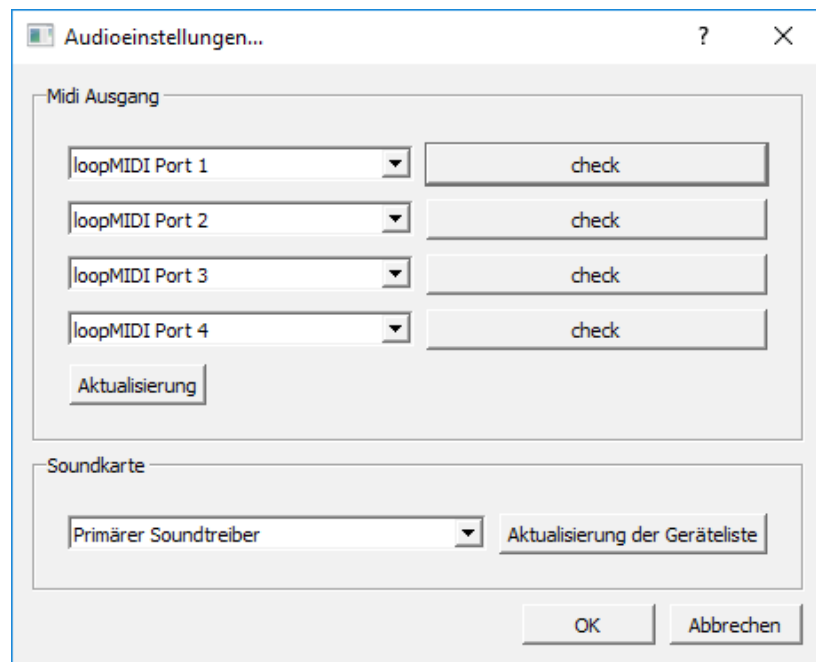 Audioeinstellungen...
?
Midi Ausgang
loopMIDI Port 1 check
loopMIDI Port 2 check
loopMIDI Port 3 check
loopMIDI Port 4 check
Aktualisierung
Soundkarte
Primärer Soundtreiber Aktualisierung der Geräteliste
OK Abbrechen